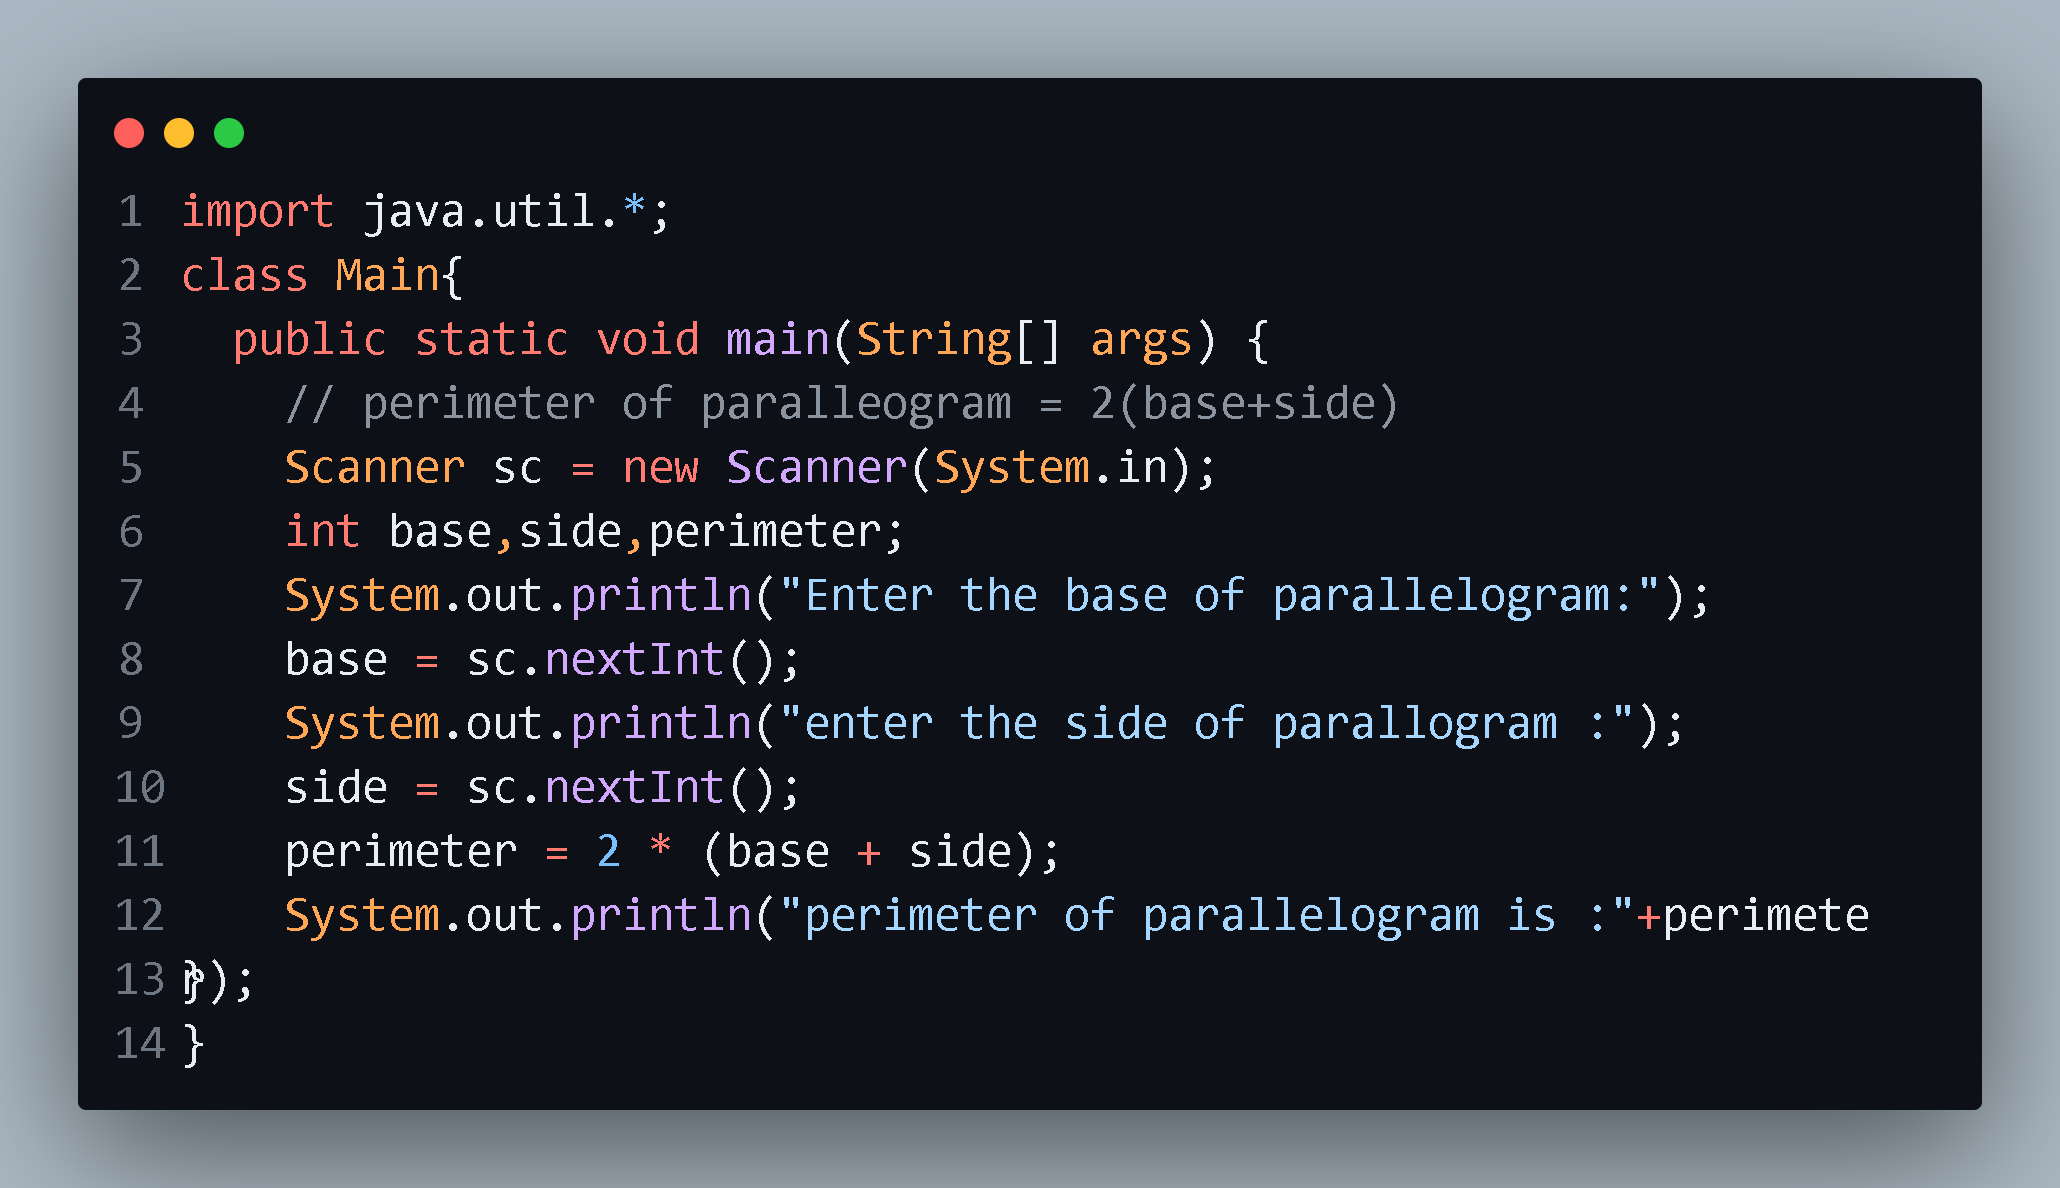 1 import java.util.*;
2 class Main{
3   public static void main(String[] args) {
4     // perimeter of paralleogram = 2(base+side)
5     Scanner sc = new Scanner(System.in);
6     int base,side,perimeter;
7     System.out.println("Enter the base of parallelogram:");
8     base = sc.nextInt();
9     System.out.println("enter the side of parallogram :");
10     side = sc.nextInt();
11     perimeter = 2 * (base + side);
12     System.out.println("perimeter of parallelogram is :"+perimete
r);
13 }
14 }